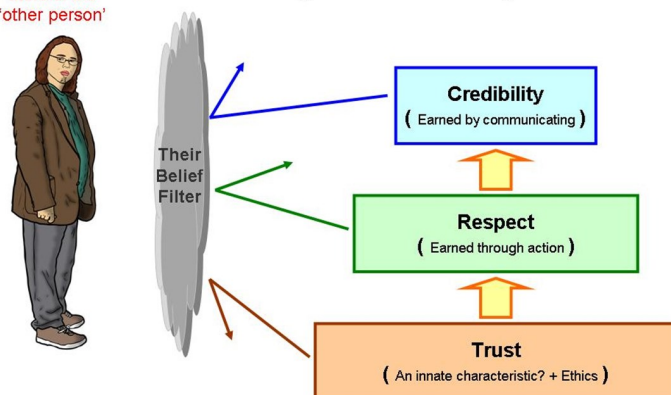 'other person'
Their
Belief
Filter
Credibility
( Earned by communicating )
Respect
( Earned through action )
Trust
( An innate characteristic? + Ethics )